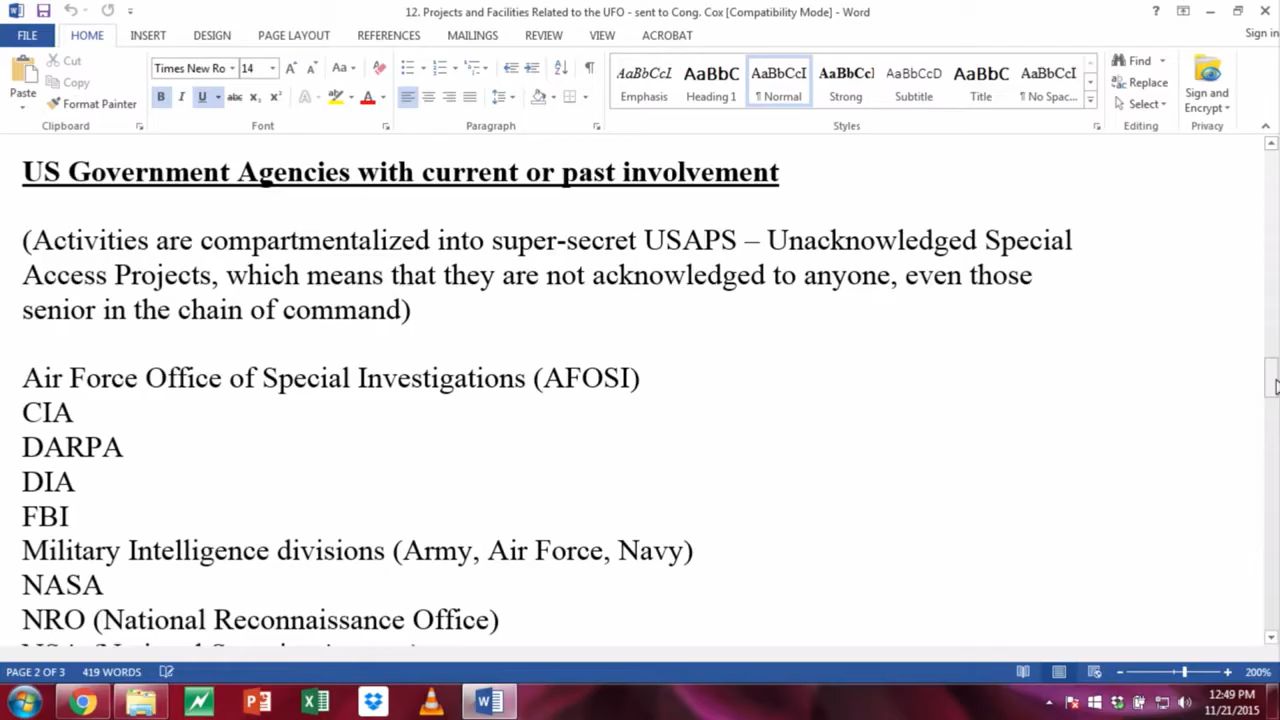 12. Projects and Facilities Related to the UFO - sent to Cong. Cox [Compatibility Mode] - Word
FILE HOME INSERT DESIGN PAGE LAYOUT REFERENCES MAILINGS REVIEW VIEW ACROBAT Sign in
Paste
Cut
Copy
Format Painter
Clipboard
Times New Ro 14
Font
Paragraph
AaBbCcI AaBbC AaBbCcI AaBbCc AaBbCcD AaBbC AaBbCcI
Emphasis Heading 1 ¶ Normal Strong Subtitle Title ¶ No Spac...
Styles
Find
Replace
Select
Editing
Sign and
Encrypt
Privacy
US Government Agencies with current or past involvement
(Activities are compartmentalized into super-secret USAPS – Unacknowledged Special
Access Projects, which means that they are not acknowledged to anyone, even those
senior in the chain of command)
Air Force Office of Special Investigations (AFOSI)
CIA
DARPA
DIA
FBI
Military Intelligence divisions (Army, Air Force, Navy)
NASA
NRO (National Reconnaissance Office)
PAGE 2 OF 3 419 WORDS 200%
12:49 PM
11/21/2015